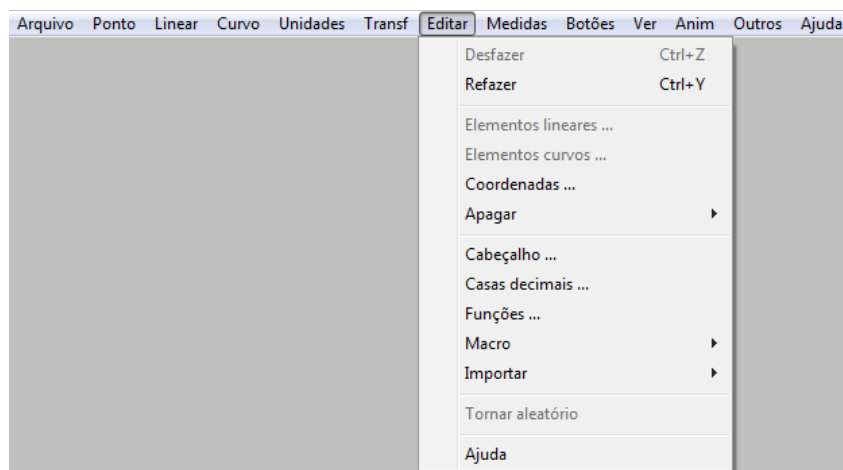 Arquivo Ponto Linear Curvo Unidades Transf Editar Medidas Botões Ver Anim Outros Ajuda
Desfazer Ctrl+Z
Refazer Ctrl+Y
Elementos lineares ...
Elementos curvos ...
Coordenadas ...
Apagar
Cabeçalho ...
Casas decimais ...
Funções ...
Macro
Importar
Tornar aleatório
Ajuda